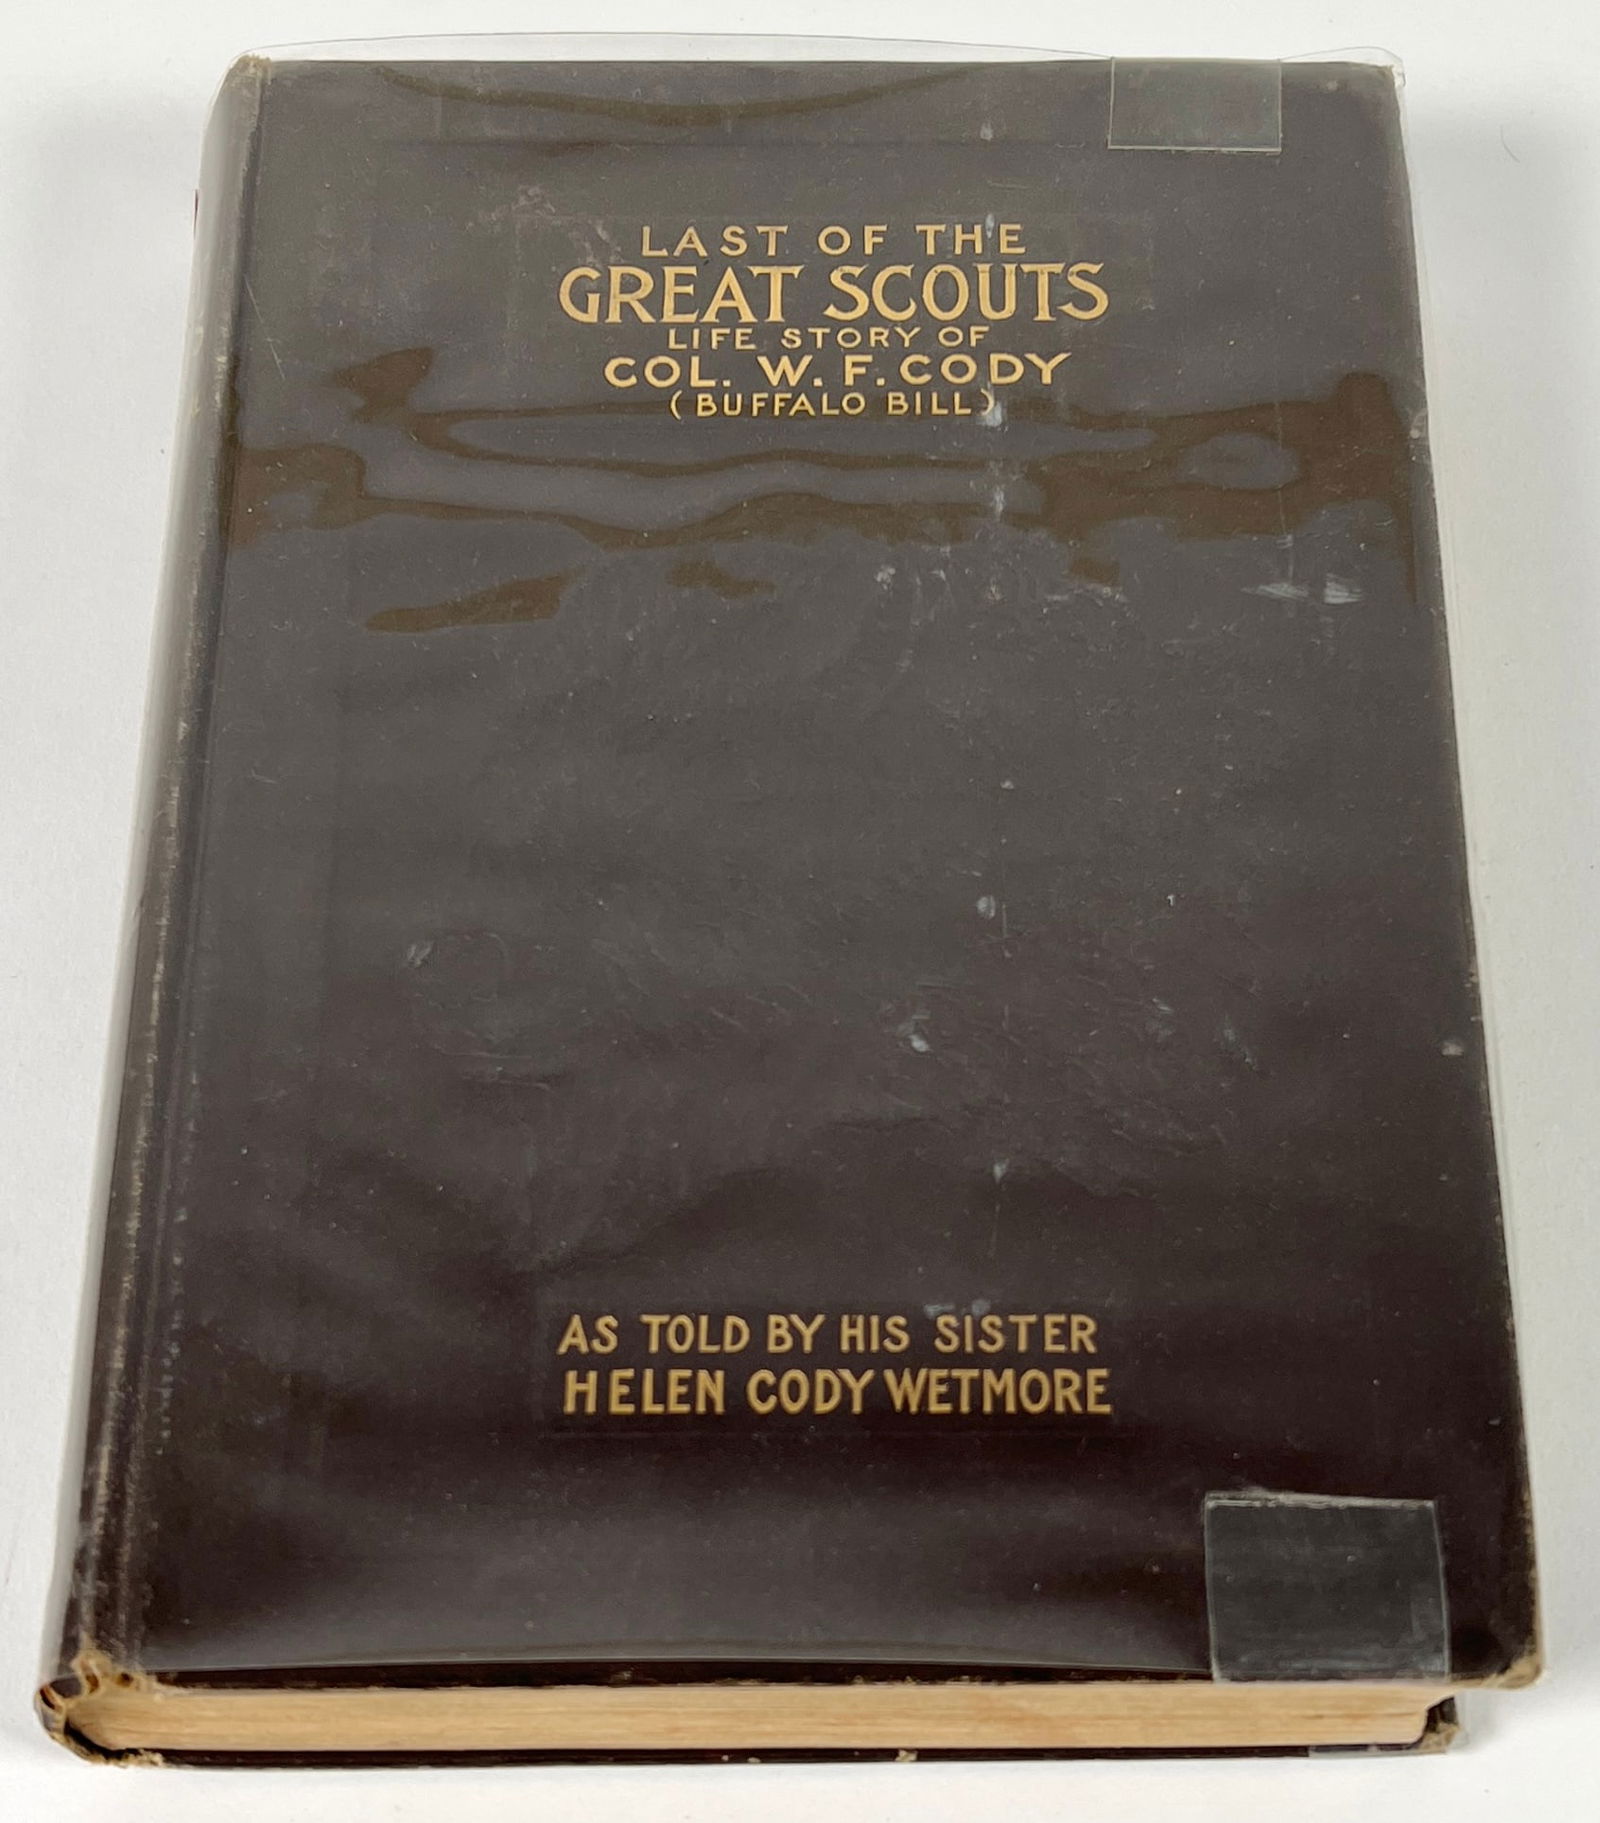 LAST OF THE
GREAT SCOUTS
LIFE STORY OF
COL. W. F. CODY
(BUFFALO BILL)
AS TOLD BY HIS SISTER
HELEN CODY WETMORE